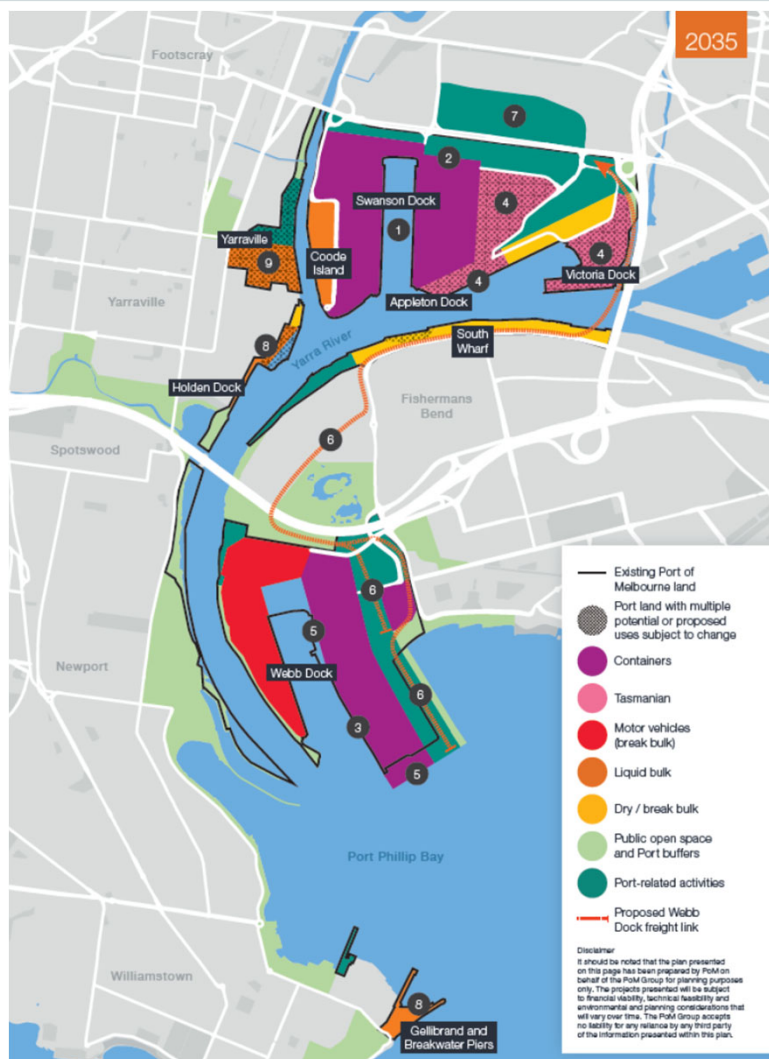 2035
Footscray
7
2
Swanson Dock
4
1
Yarraville
9
Coode
Island
4
Victoria Dock
4
Appleton Dock
Yarraville
8
Yarra River
South
Wharf
Holden Dock
Fishermans
Bend
6
Spotswood
6
5
Newport
Webb Dock
6
3
5
Port Phillip Bay
Williamstown
8
Gellibrand and
Breakwater Piers
Existing Port of
Melbourne land
Port land with multiple
potential or proposed
uses subject to change
Containers
Tasmanian
Motor vehicles
(break bulk)
Liquid bulk
Dry / break bulk
Public open space
and Port buffers
Port-related activities
Proposed Webb
Dock freight link
Disclaimer
It should be noted that the plan presented
on this page has been prepared by PoM on
behalf of the PoM Group for planning purposes
only. The projects presented will be subject
to financial viability, technical feasibility and
environmental and planning considerations that
will vary over time. The PoM Group accepts
no liability for any reliance by any third party
of the information presented within this plan.